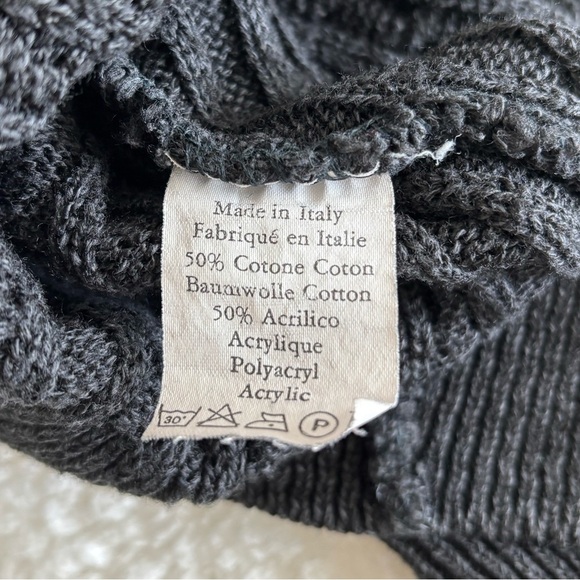 Made in Italy
Fabriqué en Italie
50% Cotone Coton
Baumwolle Cotton
50% Acrilico
Acrylique
Polyacryl
Acrylic
30° P